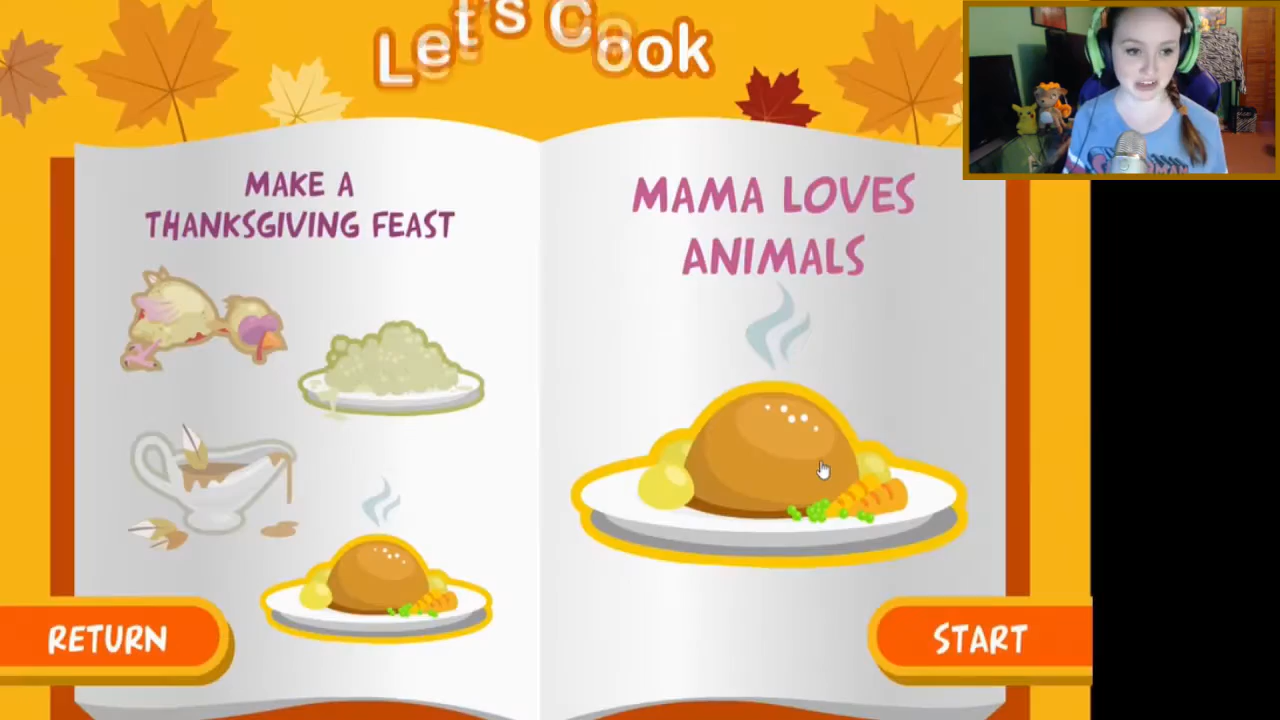 Let's Cook
MAKE A
THANKSGIVING FEAST
MAMA LOVES
ANIMALS
RETURN
START